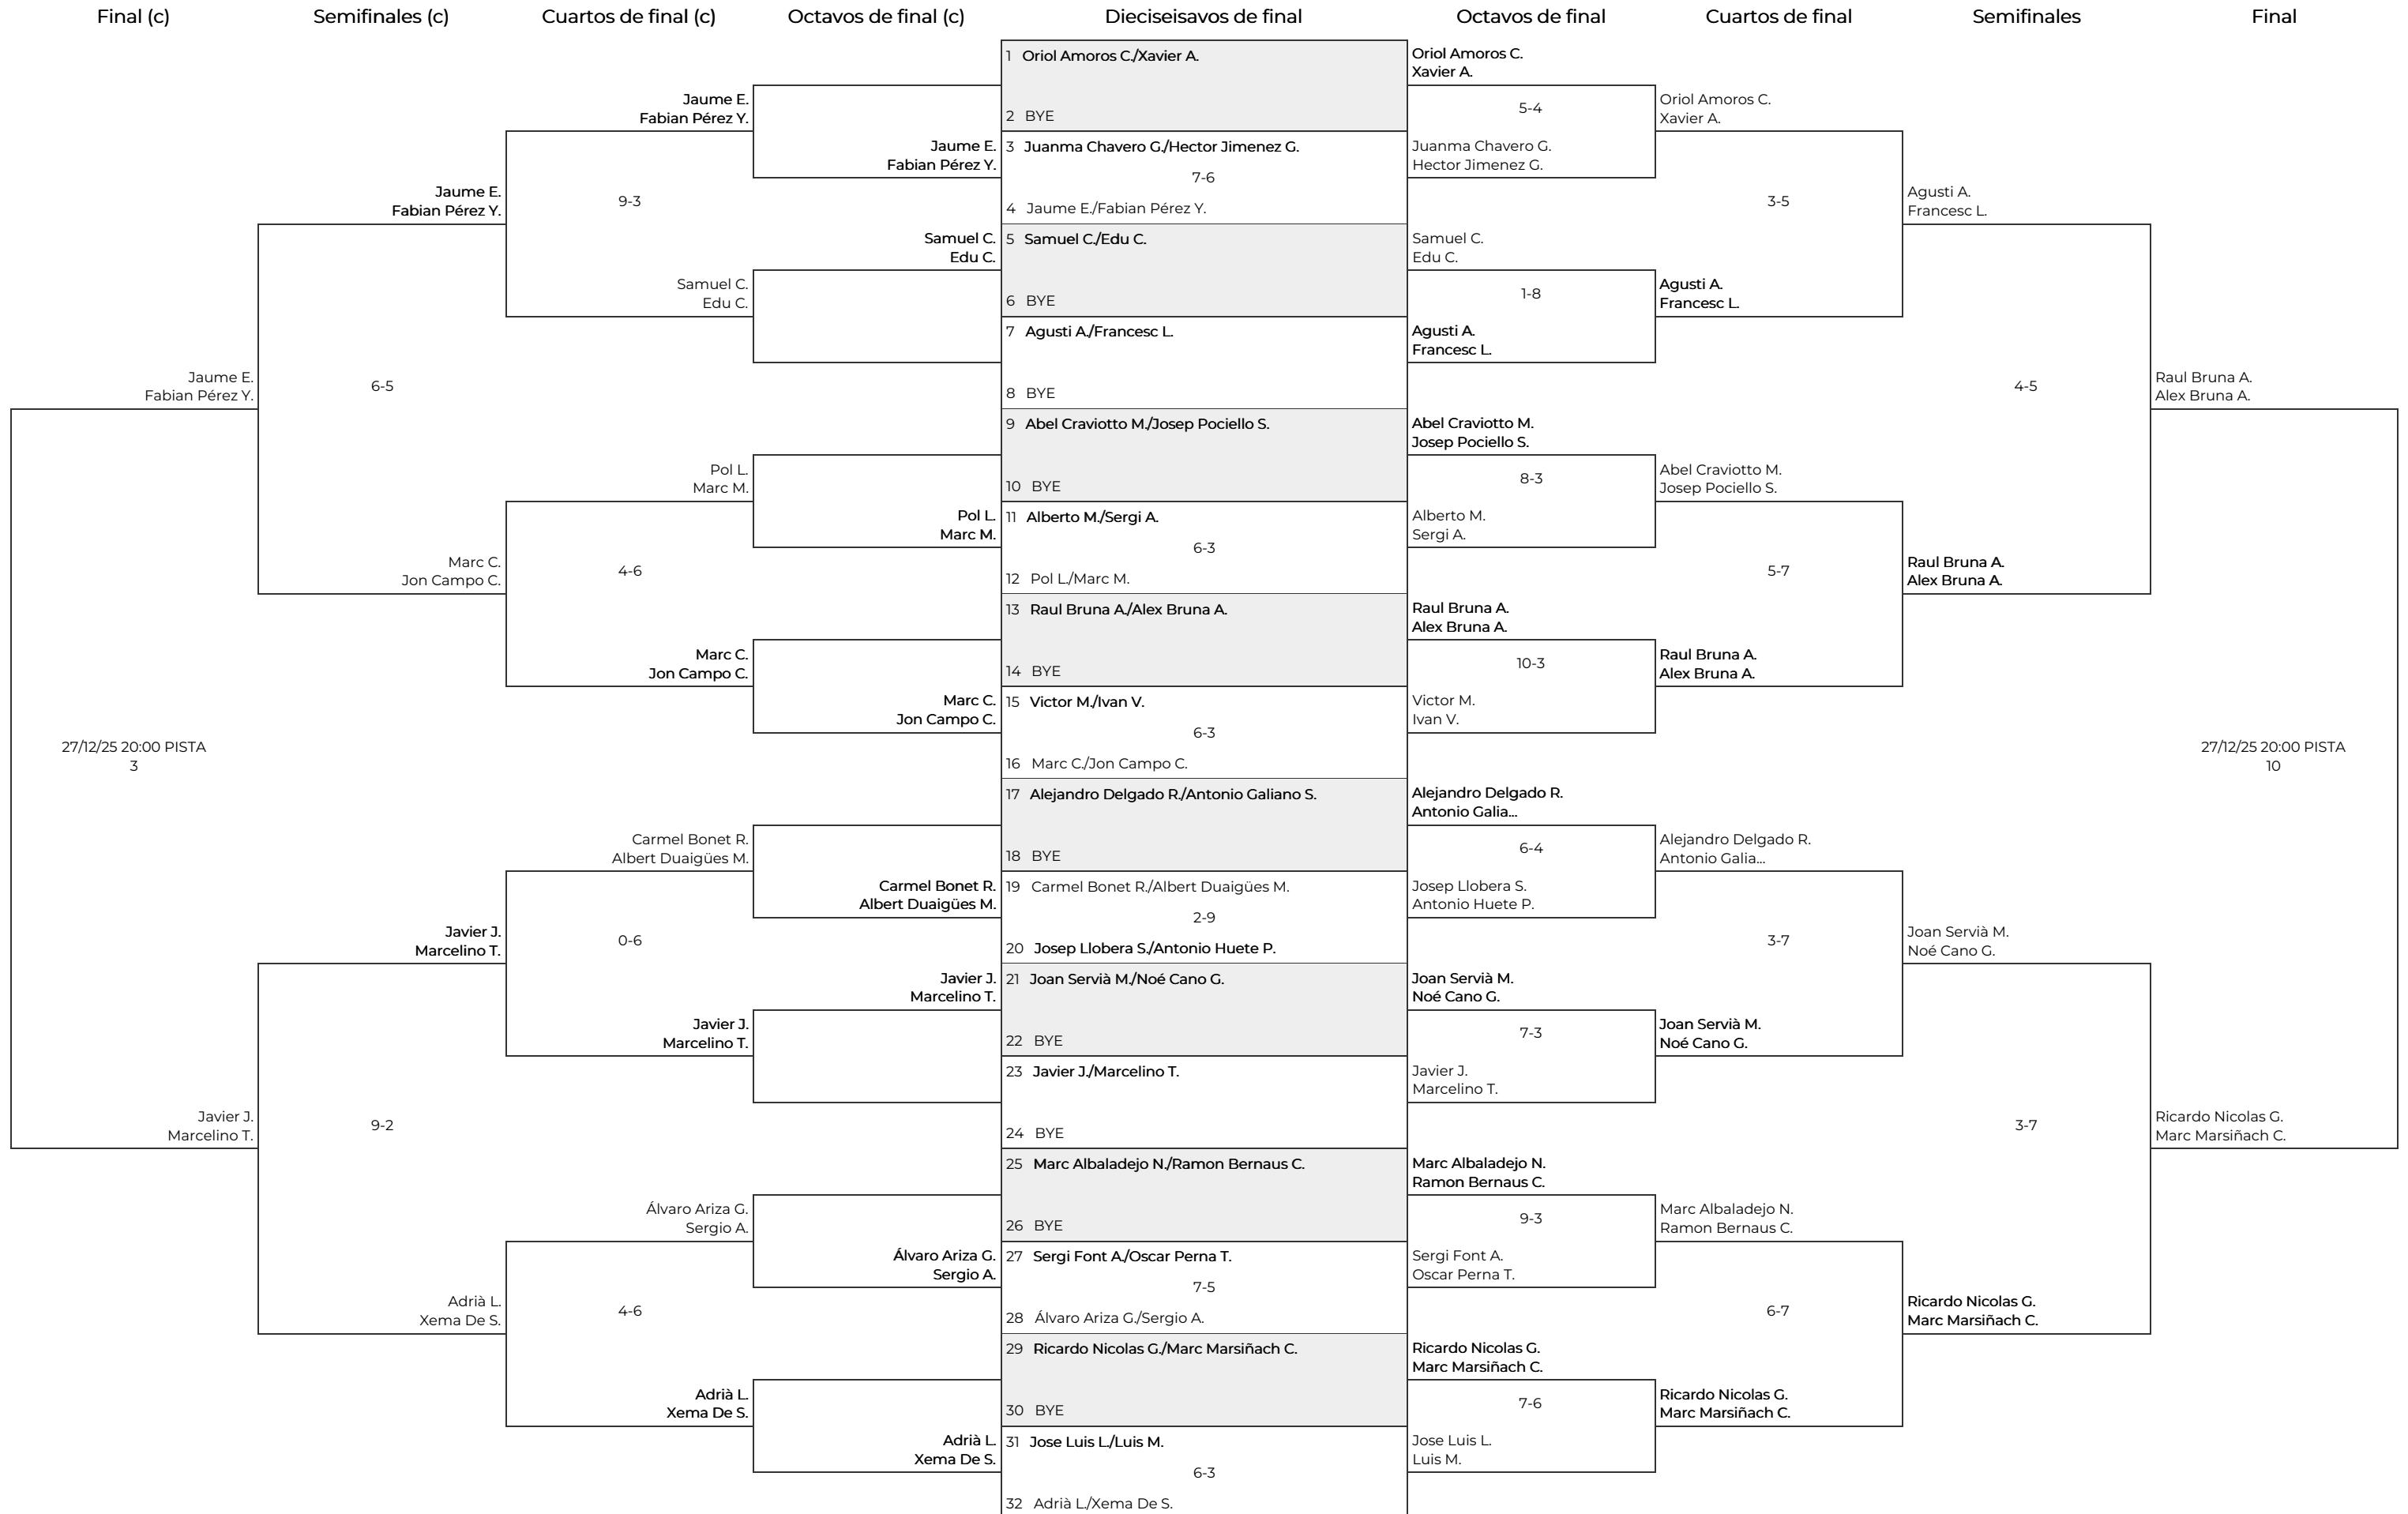 Final (c)
Semifinales (c)
Cuartos de final (c)
Octavos de final (c)
Dieciseisavos de final
Octavos de final
Cuartos de final
Semifinales
Final
Jaume E.
Fabian Pérez Y.
Javier J.
Marcelino T.
27/12/25 20:00 PISTA
3
Jaume E.
Fabian Pérez Y.
6-5
Marc C.
Jon Campo C.
Javier J.
Marcelino T.
9-2
Adrià L.
Xema De S.
Jaume E.
Fabian Pérez Y.
9-3
Samuel C.
Edu C.
Pol L.
Marc M.
4-6
Marc C.
Jon Campo C.
Carmel Bonet R.
Albert Duaigües M.
0-6
Javier J.
Marcelino T.
Álvaro Ariza G.
Sergio A.
4-6
Adrià L.
Xema De S.
Jaume E.
Fabian Pérez Y.
Samuel C.
Edu C.
Pol L.
Marc M.
Marc C.
Jon Campo C.
Carmel Bonet R.
Albert Duaigües M.
Javier J.
Marcelino T.
Álvaro Ariza G.
Sergio A.
Adrià L.
Xema De S.
1 Oriol Amoros C./Xavier A.
2 BYE
3 Juanma Chavero G./Hector Jimenez G.
7-6
4 Jaume E./Fabian Pérez Y.
5 Samuel C./Edu C.
6 BYE
7 Agusti A./Francesc L.
8 BYE
9 Abel Craviotto M./Josep Pociello S.
10 BYE
11 Alberto M./Sergi A.
6-3
12 Pol L./Marc M.
13 Raul Bruna A./Alex Bruna A.
14 BYE
15 Victor M./Ivan V.
6-3
16 Marc C./Jon Campo C.
17 Alejandro Delgado R./Antonio Galiano S.
18 BYE
19 Carmel Bonet R./Albert Duaigües M.
2-9
20 Josep Llobera S./Antonio Huete P.
21 Joan Servià M./Noé Cano G.
22 BYE
23 Javier J./Marcelino T.
24 BYE
25 Marc Albaladejo N./Ramon Bernaus C.
26 BYE
27 Sergi Font A./Oscar Perna T.
7-5
28 Álvaro Ariza G./Sergio A.
29 Ricardo Nicolas G./Marc Marsiñach C.
30 BYE
31 Jose Luis L./Luis M.
6-3
32 Adrià L./Xema De S.
Oriol Amoros C.
Xavier A.
5-4
Juanma Chavero G.
Hector Jimenez G.
Samuel C.
Edu C.
1-8
Agusti A.
Francesc L.
Abel Craviotto M.
Josep Pociello S.
8-3
Alberto M.
Sergi A.
Raul Bruna A.
Alex Bruna A.
10-3
Victor M.
Ivan V.
Alejandro Delgado R.
Antonio Galia...
6-4
Josep Llobera S.
Antonio Huete P.
Joan Servià M.
Noé Cano G.
7-3
Javier J.
Marcelino T.
Marc Albaladejo N.
Ramon Bernaus C.
9-3
Sergi Font A.
Oscar Perna T.
Ricardo Nicolas G.
Marc Marsiñach C.
7-6
Jose Luis L.
Luis M.
Oriol Amoros C.
Xavier A.
3-5
Agusti A.
Francesc L.
Abel Craviotto M.
Josep Pociello S.
5-7
Raul Bruna A.
Alex Bruna A.
Alejandro Delgado R.
Antonio Galia...
3-7
Joan Servià M.
Noé Cano G.
Marc Albaladejo N.
Ramon Bernaus C.
6-7
Ricardo Nicolas G.
Marc Marsiñach C.
Agusti A.
Francesc L.
4-5
Raul Bruna A.
Alex Bruna A.
Joan Servià M.
Noé Cano G.
3-7
Ricardo Nicolas G.
Marc Marsiñach C.
Raul Bruna A.
Alex Bruna A.
27/12/25 20:00 PISTA
10
Ricardo Nicolas G.
Marc Marsiñach C.